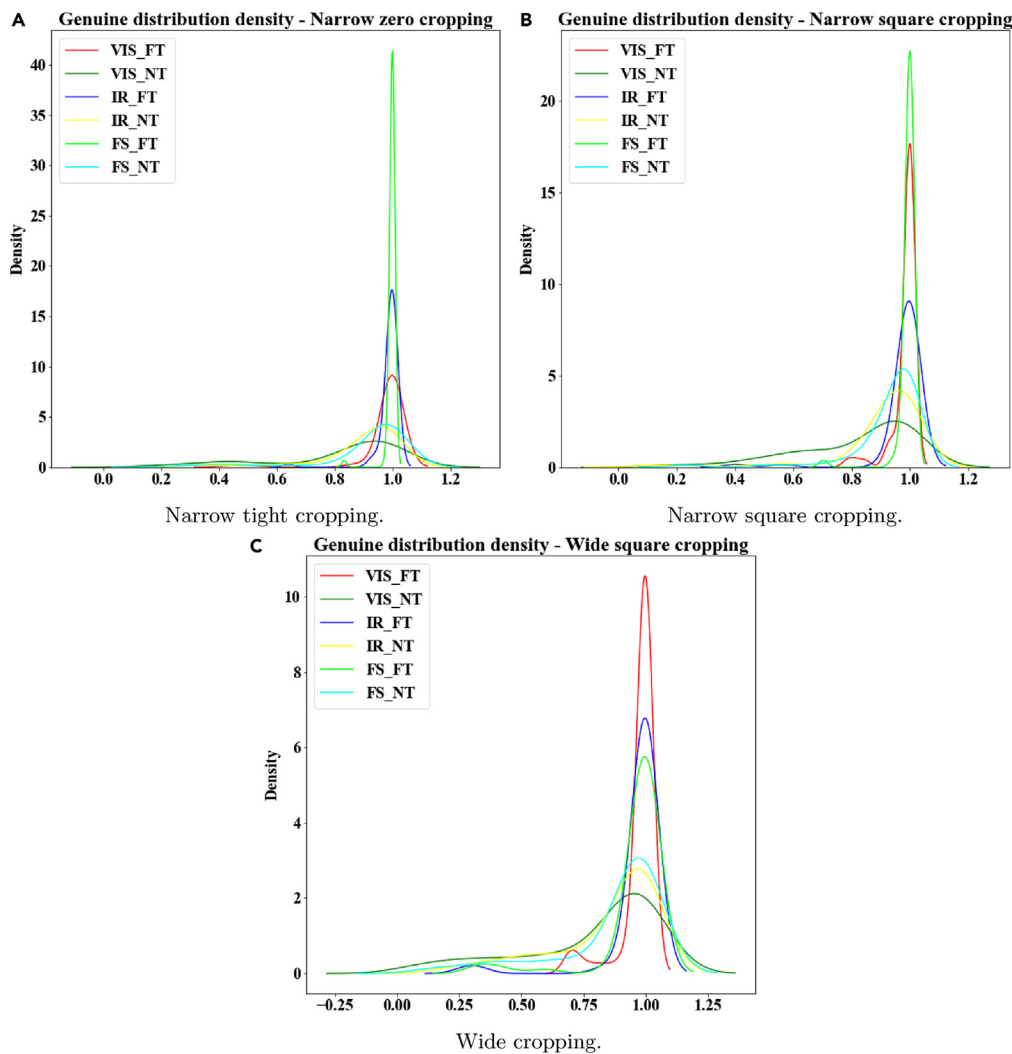 A Genuine distribution density - Narrow zero cropping
VIS_FT
VIS_NT
IR_FT
IR_NT
FS_FT
FS_NT
Density
40
35
30
25
20
15
10
5
0
0.0 0.2 0.4 0.6 0.8 1.0 1.2
Narrow tight cropping.
B Genuine distribution density - Narrow square cropping
VIS_FT
VIS_NT
IR_FT
IR_NT
FS_FT
FS_NT
Density
20
15
10
5
0
0.0 0.2 0.4 0.6 0.8 1.0 1.2
Narrow square cropping.
C Genuine distribution density - Wide square cropping
VIS_FT
VIS_NT
IR_FT
IR_NT
FS_FT
FS_NT
Density
10
8
6
4
2
0
−0.25 0.00 0.25 0.50 0.75 1.00 1.25
Wide cropping.